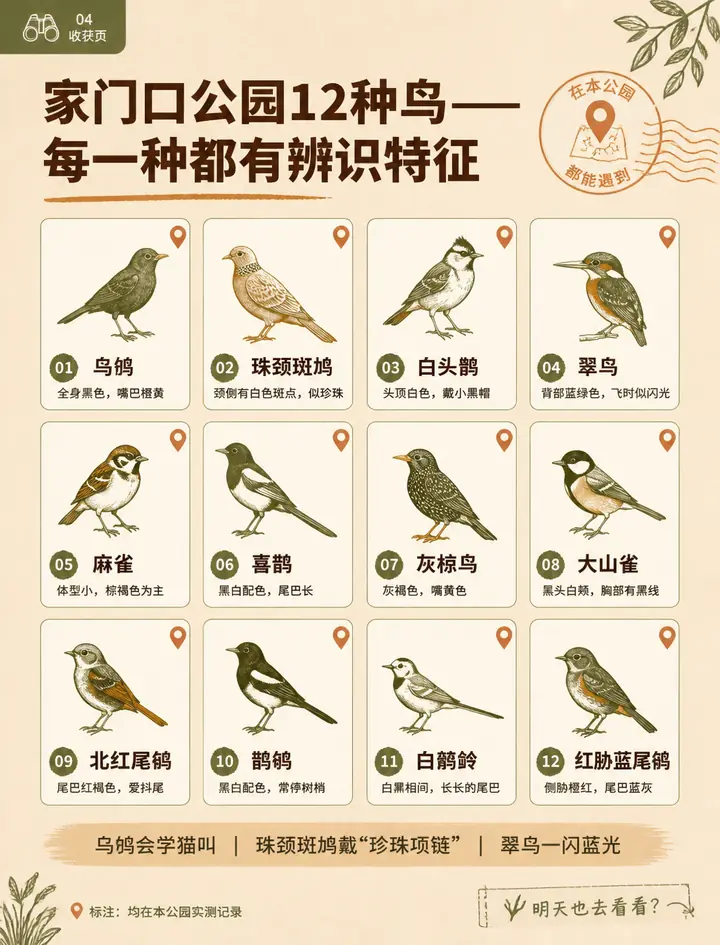 04
收获页
家门口公园12种鸟——
每一种都有辨识特征
在本公园
都能遇到
01 乌鸫
全身黑色，嘴巴橙黄
02 珠颈斑鸠
颈侧有白色斑点，似珍珠
03 白头鹎
头顶白色，戴小黑帽
04 翠鸟
背部蓝绿色，飞时似闪光
05 麻雀
体型小，棕褐色为主
06 喜鹊
黑白配色，尾巴长
07 灰椋鸟
灰褐色，嘴黄色
08 大山雀
黑头白颊，胸部有黑线
09 北红尾鸲
尾巴红褐色，爱抖尾
10 鹊鸲
黑白配色，常停树梢
11 白鹡鸰
白黑相间，长长的尾巴
12 红胁蓝尾鸲
侧胁橙红，尾巴蓝灰
乌鸫会学猫叫 | 珠颈斑鸠戴“珍珠项链” | 翠鸟一闪蓝光
标注：均在本公园实测记录
明天也去看看？